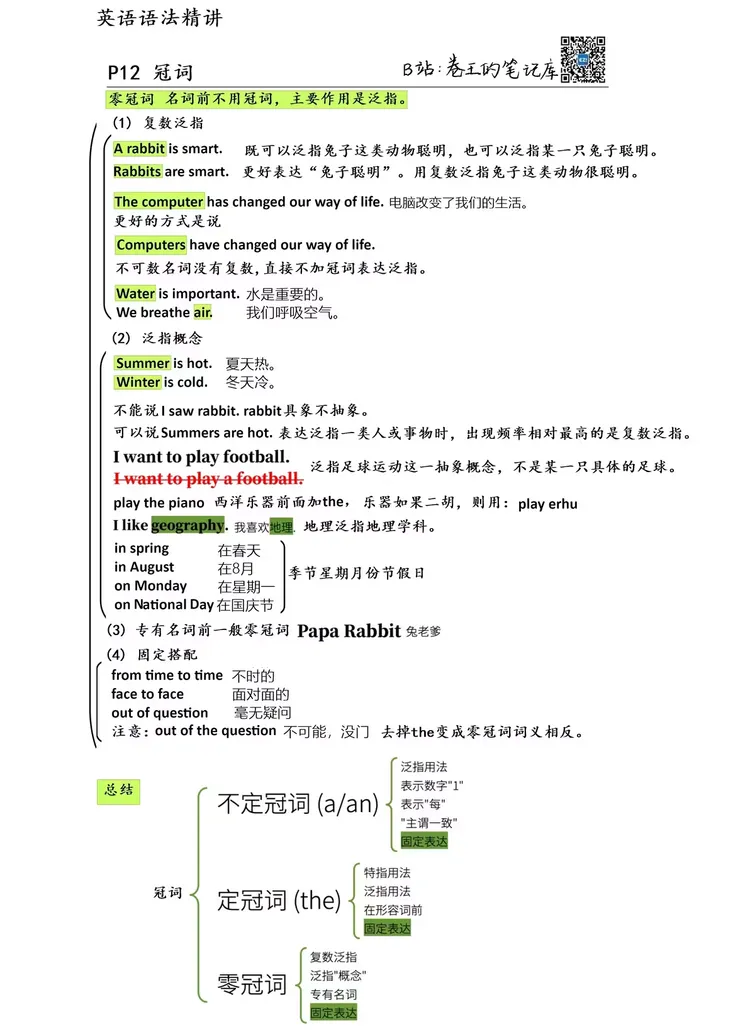 英语语法精讲
P12 冠词
B站:卷王的笔记库
零冠词 名词前不用冠词，主要作用是泛指。
(1) 复数泛指
A rabbit is smart. 既可以泛指兔子这类动物聪明，也可以泛指某一只兔子聪明。
Rabbits are smart. 更好表达“兔子聪明”。用复数泛指兔子这类动物很聪明。
The computer has changed our way of life. 电脑改变了我们的生活。
更好的方式是说
Computers have changed our way of life.
不可数名词没有复数,直接不加冠词表达泛指。
Water is important. 水是重要的。
We breathe air. 我们呼吸空气。
(2) 泛指概念
Summer is hot. 夏天热。
Winter is cold. 冬天冷。
不能说I saw rabbit. rabbit具象不抽象。
可以说Summers are hot. 表达泛指一类人或事物时，出现频率相对最高的是复数泛指。
I want to play football.
I want to play a football.
泛指足球运动这一抽象概念，不是某一只具体的足球。
play the piano 西洋乐器前面加the，乐器如果二胡，则用：play erhu
I like geography. 我喜欢地理. 地理泛指地理学科。
in spring 在春天
in August 在8月
on Monday 在星期一
on National Day 在国庆节
季节星期月份节假日
(3) 专有名词前一般零冠词 Papa Rabbit 兔老爹
(4) 固定搭配
from time to time 不时的
face to face 面对面的
out of question 毫无疑问
注意：out of the question 不可能，没门 去掉the变成零冠词词义相反。
总结
冠词
不定冠词 (a/an)
泛指用法
表示数字"1"
表示"每"
"主谓一致"
固定表达
定冠词 (the)
特指用法
泛指用法
在形容词前
固定表达
零冠词
复数泛指
泛指"概念"
专有名词
固定表达